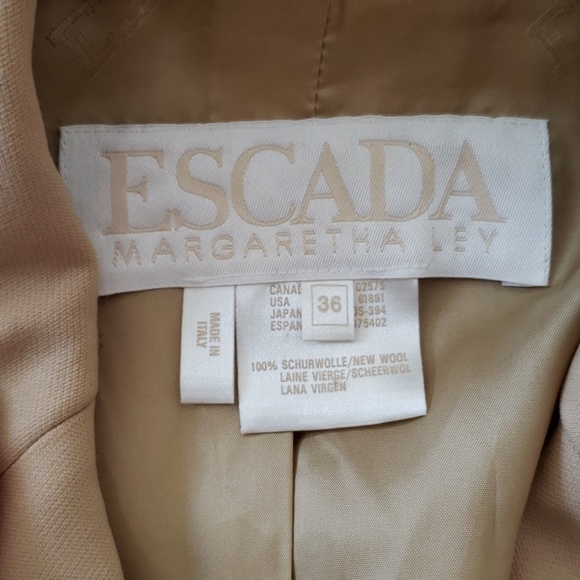 ESCADA
MARGARETHA LEY
36
USA
JAPAN
ESPAN
MADE IN
ITALY
100% SCHURWOLLE/NEW WOOL
LAINE VIERGE/SCHEERWOL
LANA VIRGEN